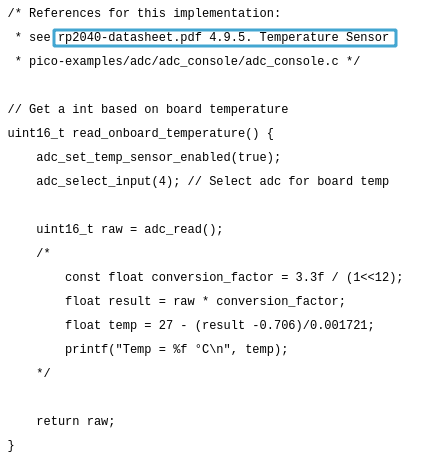 /* References for this implementation:
 * see rp2040-datasheet.pdf 4.9.5. Temperature Sensor
 * pico-examples/adc/adc_console/adc_console.c */

// Get a int based on board temperature
uint16_t read_onboard_temperature() {
    adc_set_temp_sensor_enabled(true);
    adc_select_input(4); // Select adc for board temp

    uint16_t raw = adc_read();
    /*
        const float conversion_factor = 3.3f / (1<<12);
        float result = raw * conversion_factor;
        float temp = 27 - (result -0.706)/0.001721;
        printf("Temp = %f °C\n", temp);
    */

    return raw;
}